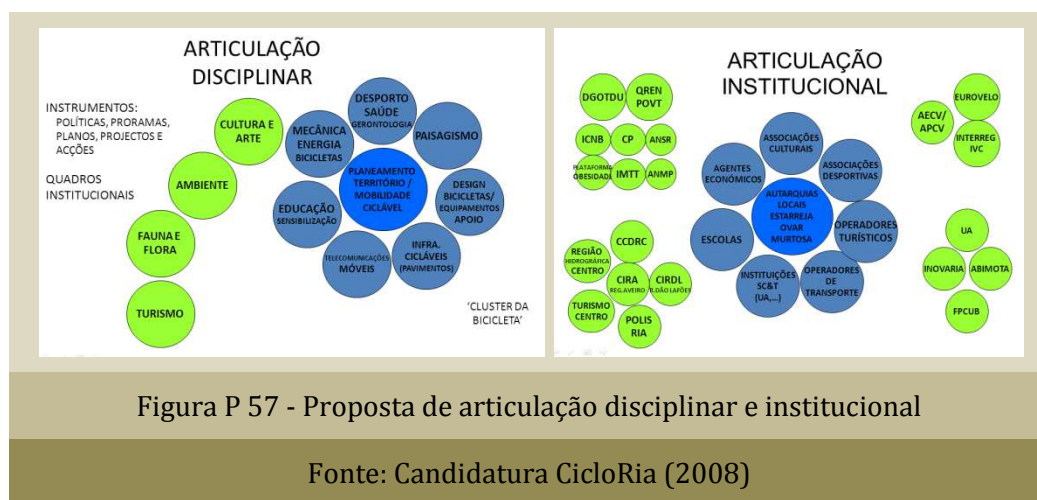 ARTICULAÇÃO
DISCIPLINAR
INSTRUMENTOS:
POLÍTICAS, PRORAMAS,
PLANOS, PROJECTOS E
ACÇÕES
QUADROS
INSTITUCIONAIS
CULTURA E
ARTE
AMBIENTE
FAUNA E
FLORA
TURISMO
DESPORTO
SAÚDE
GERONTOLOGIA
MECÂNICA
ENERGIA
BICICLETAS
PAISAGISMO
PLANEAMENTO
TERRITÓRIO /
MOBILIDADE
CICLÁVEL
EDUCAÇÃO
SENSIBILIZAÇÃO
DESIGN
BICICLETAS/
EQUIPAMENTOS
APOIO
TELECOMUNICAÇÕES
MÓVEIS
INFRA.
CICLÁVEIS
(PAVIMENTOS)
'CLUSTER DA
BICICLETA'
ARTICULAÇÃO
INSTITUCIONAL
DGOTDU
QREN
POVT
ICNB
CP
ANSR
PLATAFORMA
OBESIDADE
IMTT
ANMP
EUROVELO
AECV/
APCV
INTERREG
IVC
ASSOCIAÇÕES
CULTURAIS
AGENTES
ECONÓMICOS
ASSOCIAÇÕES
DESPORTIVAS
AUTARQUIAS
LOCAIS
ESTARREJA
OVAR
MURTOSA
ESCOLAS
OPERADORES
TURÍSTICOS
INSTITUIÇÕES
SC&T
(UA,...)
OPERADORES
DE
TRANSPORTE
CCDRC
REGIÃO
HIDROGRÁFICA
CENTRO
CIRA
REG.AVEIRO
CIRDL
R.DÃO LAFÕES
TURISMO
CENTRO
POLIS
RIA
UA
INOVARIA
ABIMOTA
FPCUB
Figura P 57 - Proposta de articulação disciplinar e institucional
Fonte: Candidatura CicloRia (2008)